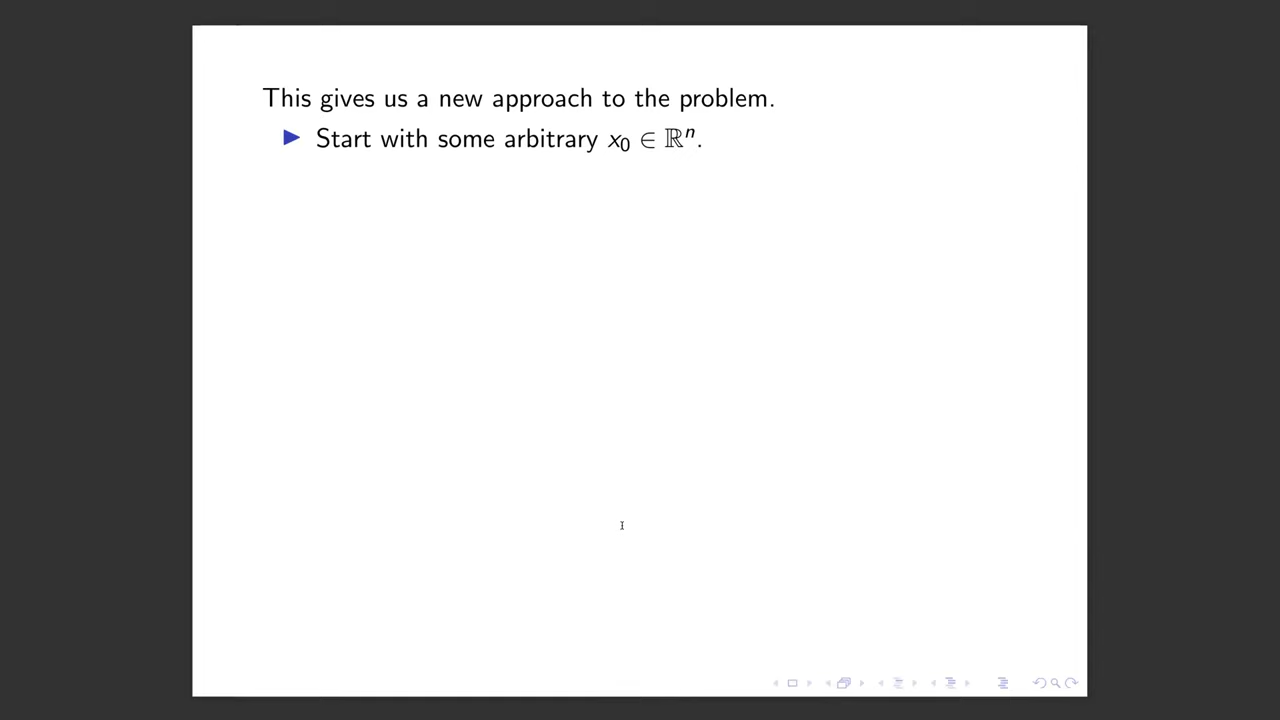 This gives us a new approach to the problem.
▶ Start with some arbitrary x₀ ∈ ℝⁿ.